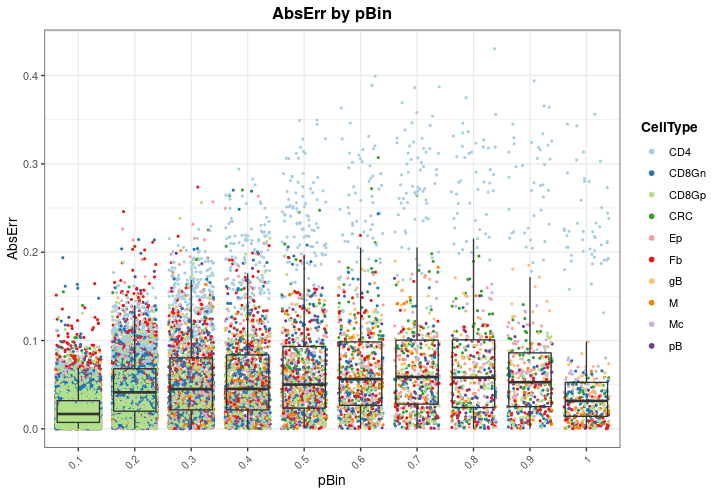 AbsErr by pBin
AbsErr
0.4
0.3
0.2
0.1
0.0
0.1
0.2
0.3
0.4
0.5
0.6
0.7
0.8
0.9
1
pBin
CellType
CD4
CD8Gn
CD8Gp
CRC
Ep
Fb
gB
M
Mc
pB